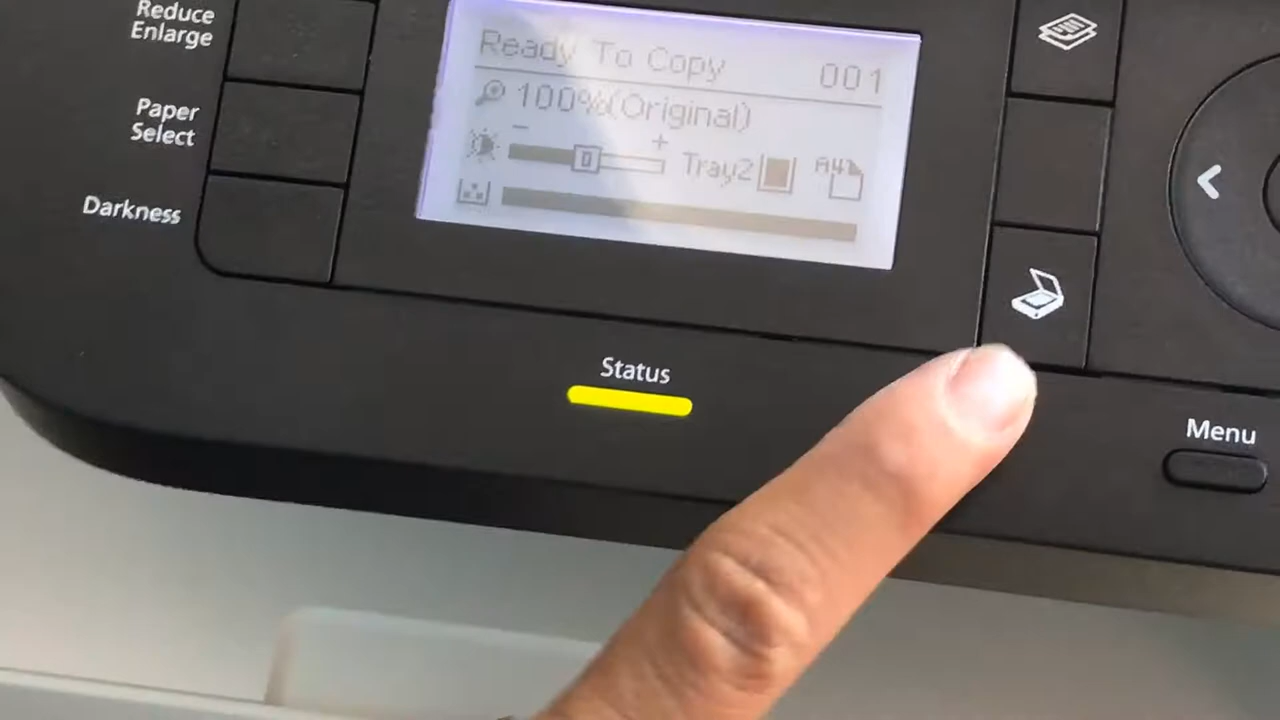 Reduce
Enlarge
Paper
Select
Darkness
Ready To Copy 001
100%(Original)
- +
Tray2 A4
Status
Menu